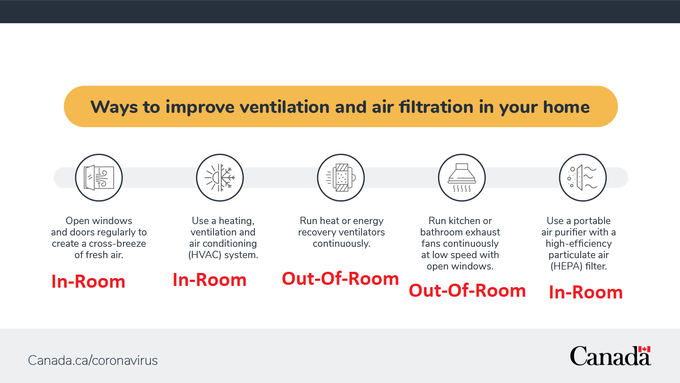 Ways to improve ventilation and air filtration in your home
Open windows
and doors regularly to
create a cross-breeze
of fresh air.
In-Room
Use a heating,
ventilation and
air conditioning
(HVAC) system.
In-Room
Run heat or energy
recovery ventilators
continuously.
Out-Of-Room
Run kitchen or
bathroom exhaust
fans continuously
at low speed with
open windows.
Out-Of-Room
Use a portable
air purifier with a
high-efficiency
particulate air
(HEPA) filter.
In-Room
Canada.ca/coronavirus
Canada